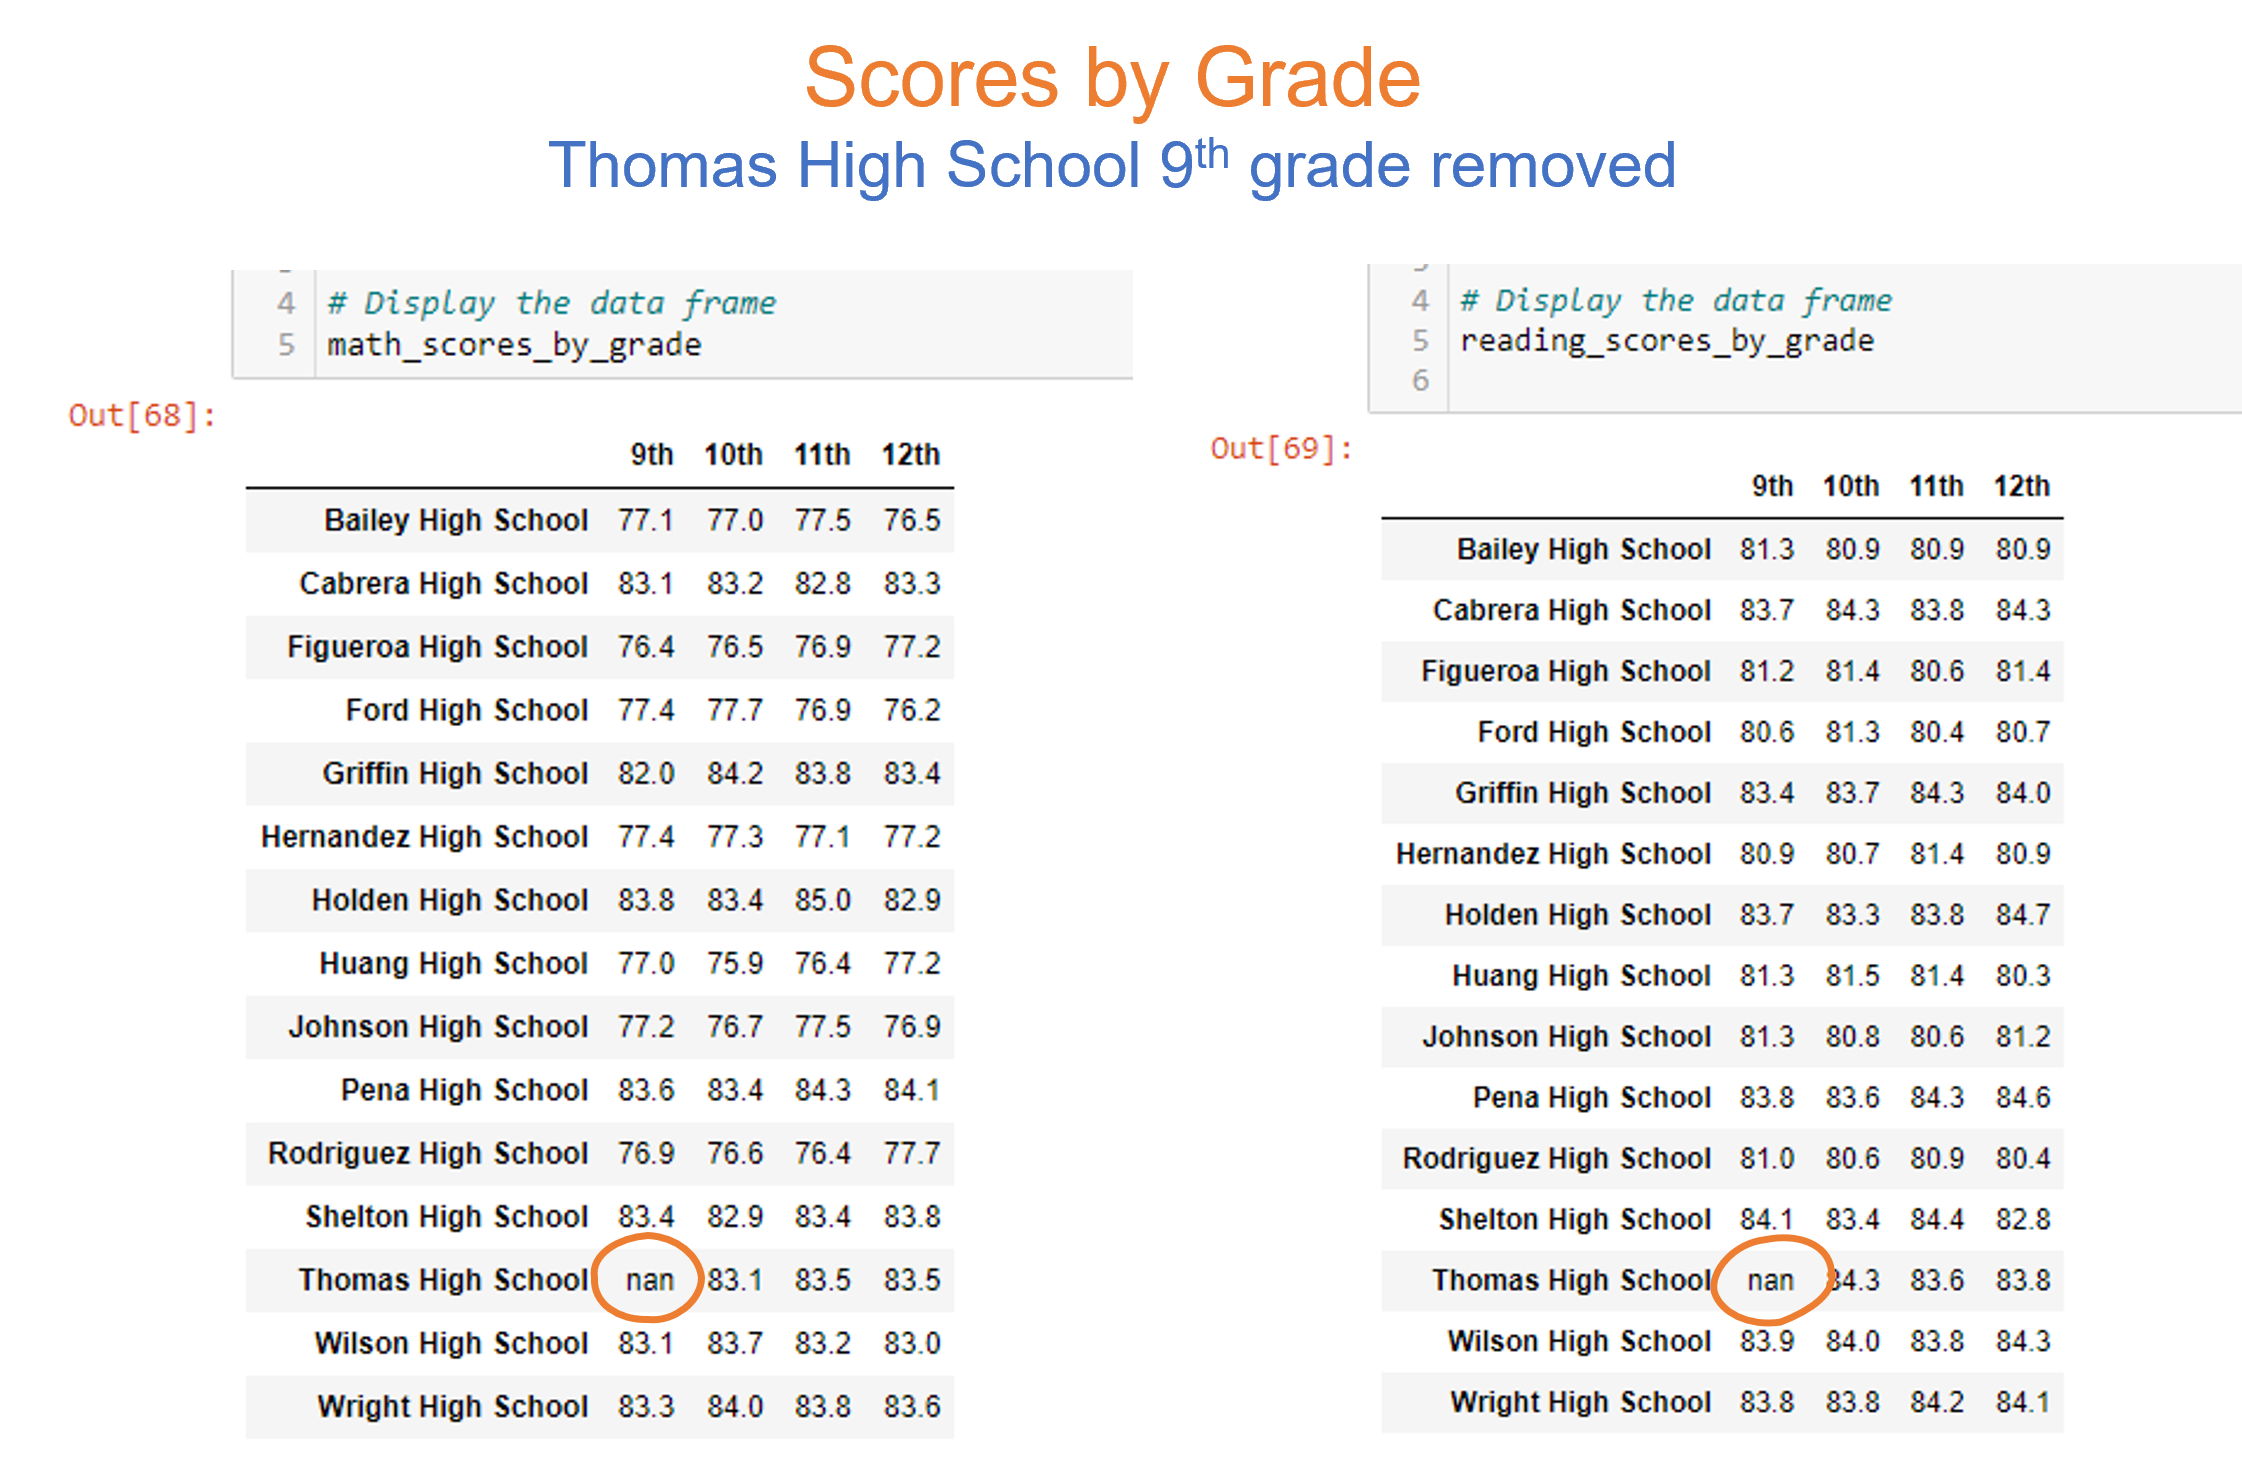 Scores by Grade
Thomas High School 9th grade removed
4 # Display the data frame
5 math_scores_by_grade
Out[68]:
9th 10th 11th 12th
Bailey High School 77.1 77.0 77.5 76.5
Cabrera High School 83.1 83.2 82.8 83.3
Figueroa High School 76.4 76.5 76.9 77.2
Ford High School 77.4 77.7 76.9 76.2
Griffin High School 82.0 84.2 83.8 83.4
Hernandez High School 77.4 77.3 77.1 77.2
Holden High School 83.8 83.4 85.0 82.9
Huang High School 77.0 75.9 76.4 77.2
Johnson High School 77.2 76.7 77.5 76.9
Pena High School 83.6 83.4 84.3 84.1
Rodriguez High School 76.9 76.6 76.4 77.7
Shelton High School 83.4 82.9 83.4 83.8
Thomas High School nan 83.1 83.5 83.5
Wilson High School 83.1 83.7 83.2 83.0
Wright High School 83.3 84.0 83.8 83.6
4 # Display the data frame
5 reading_scores_by_grade
6
Out[69]:
9th 10th 11th 12th
Bailey High School 81.3 80.9 80.9 80.9
Cabrera High School 83.7 84.3 83.8 84.3
Figueroa High School 81.2 81.4 80.6 81.4
Ford High School 80.6 81.3 80.4 80.7
Griffin High School 83.4 83.7 84.3 84.0
Hernandez High School 80.9 80.7 81.4 80.9
Holden High School 83.7 83.3 83.8 84.7
Huang High School 81.3 81.5 81.4 80.3
Johnson High School 81.3 80.8 80.6 81.2
Pena High School 83.8 83.6 84.3 84.6
Rodriguez High School 81.0 80.6 80.9 80.4
Shelton High School 84.1 83.4 84.4 82.8
Thomas High School nan 84.3 83.6 83.8
Wilson High School 83.9 84.0 83.8 84.3
Wright High School 83.8 83.8 84.2 84.1